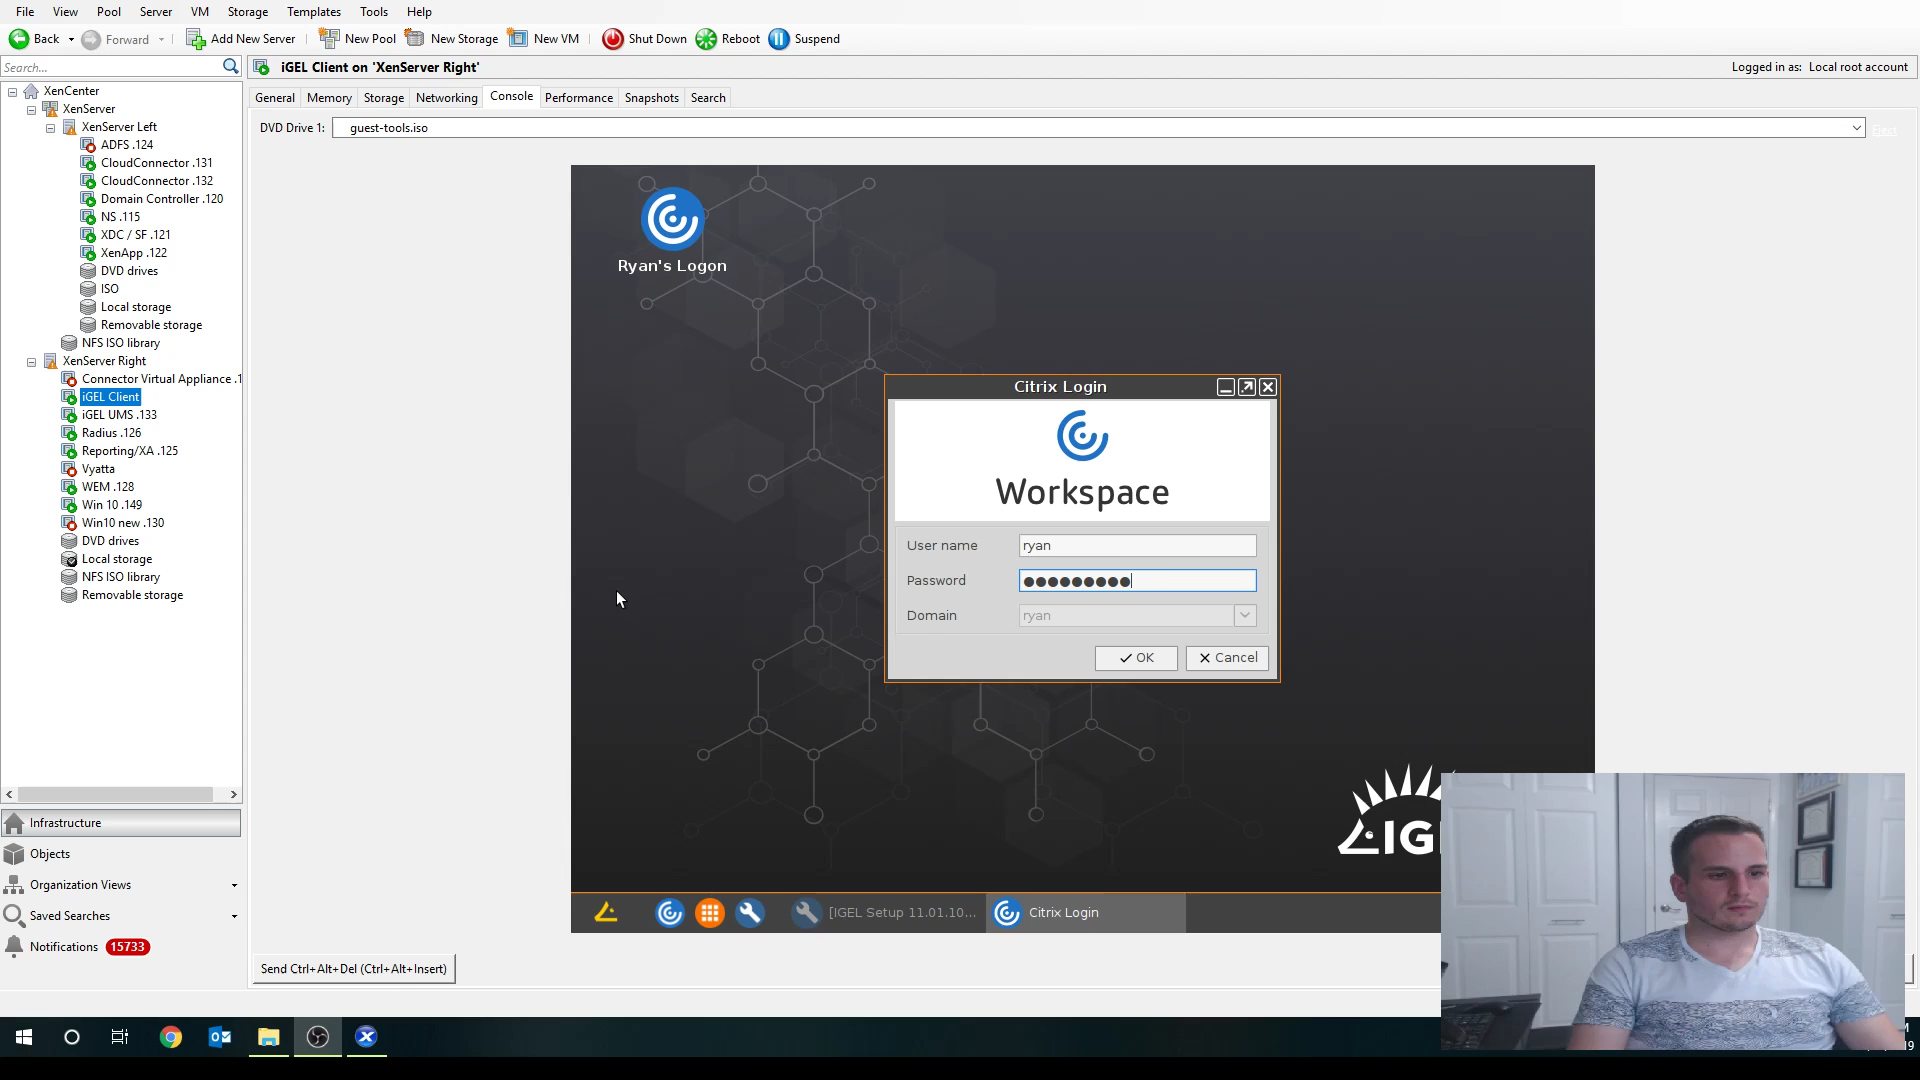 File View Pool Server VM Storage Templates Tools Help
Back Forward Add New Server New Pool New Storage New VM Shut Down Reboot Suspend
Search...
iGEL Client on 'XenServer Right'
Logged in as: Local root account
General Memory Storage Networking Console Performance Snapshots Search
DVD Drive 1: guest-tools.iso
Eject
XenCenter
XenServer
XenServer Left
ADFS .124
CloudConnector .131
CloudConnector .132
Domain Controller .120
NS .115
XDC / SF .121
XenApp .122
DVD drives
ISO
Local storage
Removable storage
NFS ISO library
XenServer Right
Connector Virtual Appliance .1
iGEL Client
iGEL UMS .133
Radius .126
Reporting/XA .125
Vyatta
WEM .128
Win 10 .149
Win10 new .130
DVD drives
Local storage
NFS ISO library
Removable storage
Infrastructure
Objects
Organization Views
Saved Searches
Notifications 15733
Ryan's Logon
Citrix Login
Workspace
User name ryan
Password
Domain ryan
OK Cancel
IG
[IGEL Setup 11.01.10...
Citrix Login
Send Ctrl+Alt+Del (Ctrl+Alt+Insert)